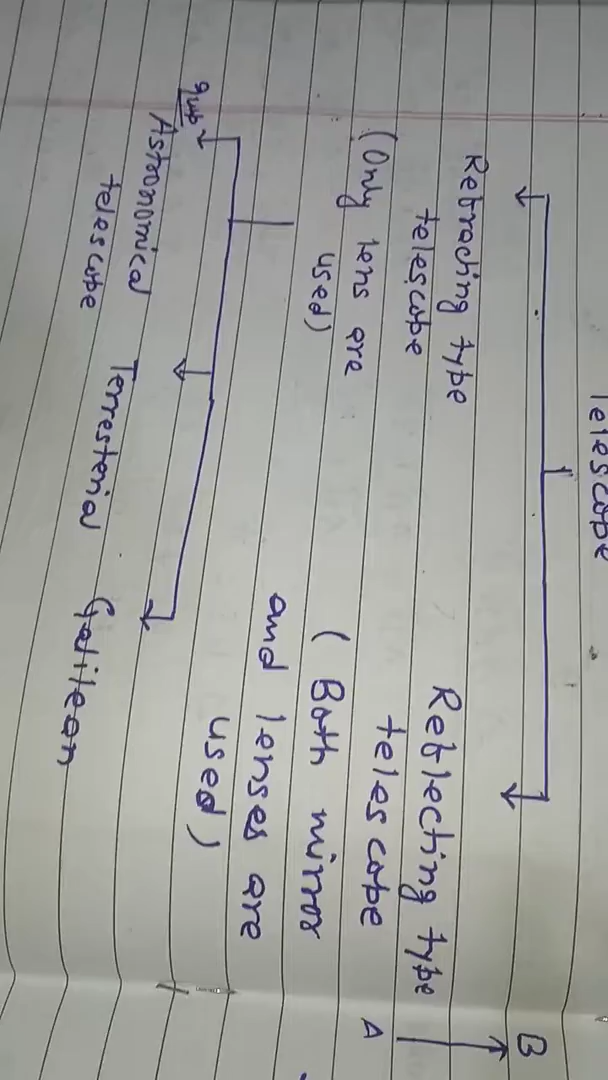 Telescope
Refracting type
telescope
(Only lens are
used)
Reflecting type
telescope
(Both mirror
and lenses are
used)
Astronomical
telescope
Terresterial
Galilean
B
A